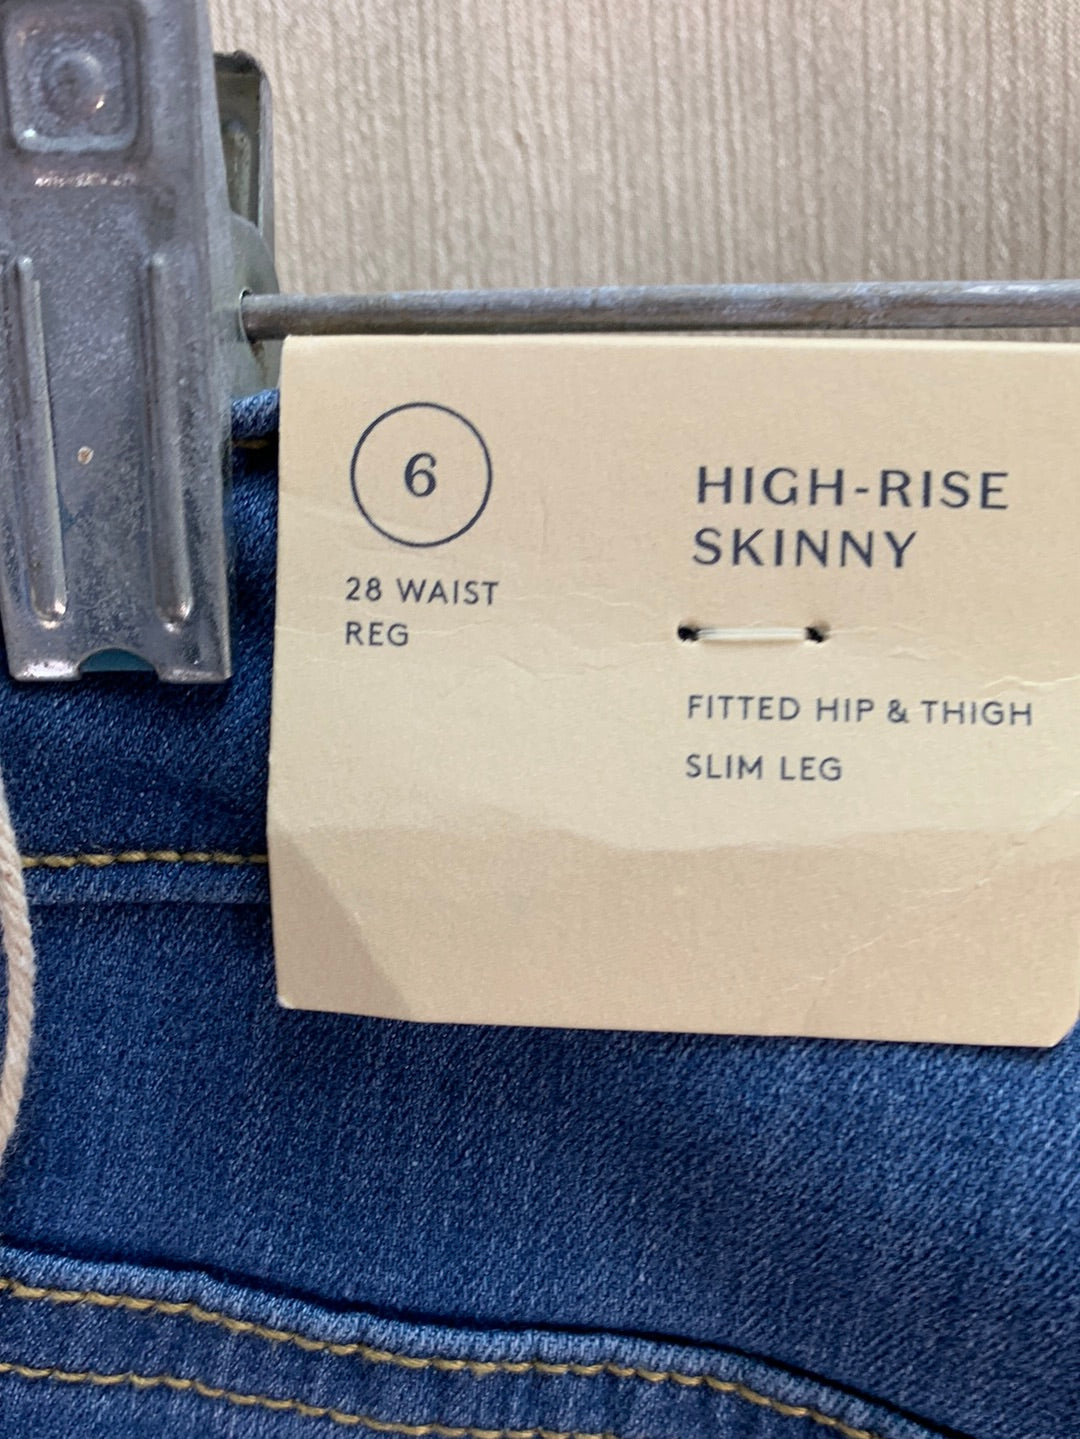 6
28 WAIST
REG
HIGH-RISE
SKINNY
FITTED HIP & THIGH
SLIM LEG